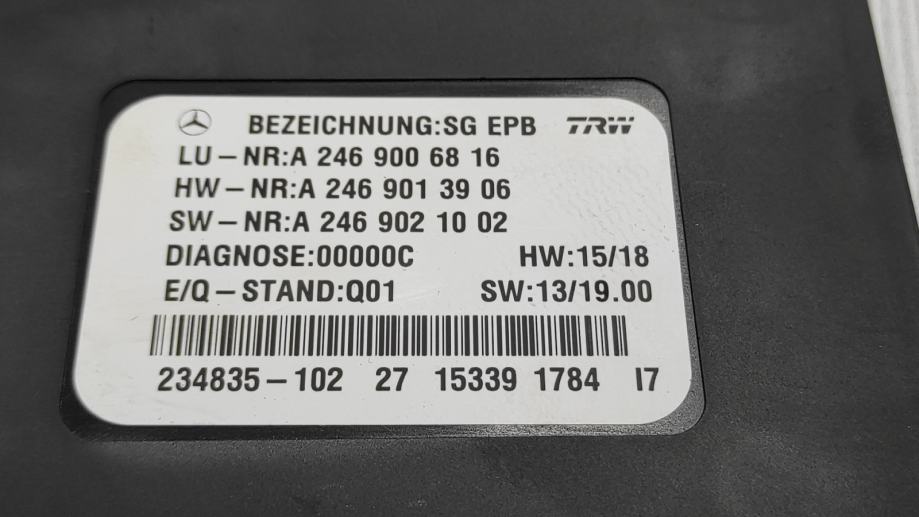 BEZEICHNUNG:SG EPB TRW
LU-NR:A 246 900 68 16
HW-NR:A 246 901 39 06
SW-NR:A 246 902 10 02
DIAGNOSE:00000C HW:15/18
E/Q-STAND:Q01 SW:13/19.00
234835-102 27 15339 1784 I7